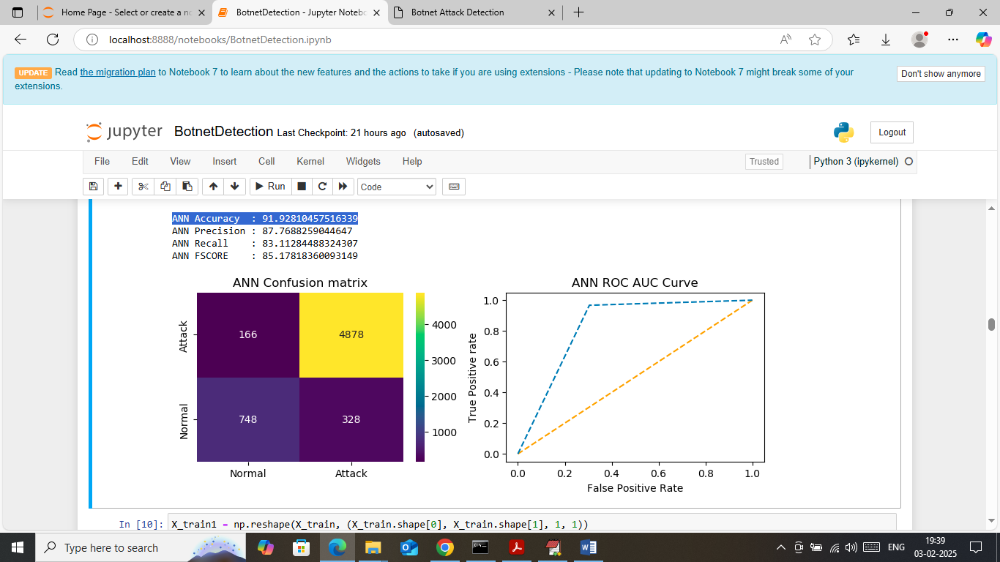 Home Page - Select or create a no
BotnetDetection - Jupyter Notebo
Botnet Attack Detection
localhost:8888/notebooks/BotnetDetection.ipynb
UPDATE Read the migration plan to Notebook 7 to learn about the new features and the actions to take if you are using extensions - Please note that updating to Notebook 7 might break some of your
extensions.
Don't show anymore
jupyter BotnetDetection Last Checkpoint: 21 hours ago (autosaved)
Logout
File Edit View Insert Cell Kernel Widgets Help
Trusted
Python 3 (ipykernel)
Run
Code
ANN Accuracy : 91.92810457516339
ANN Precision : 87.7688259044647
ANN Recall : 83.11284488324307
ANN FSCORE : 85.17818360093149
ANN Confusion matrix
Attack
166 4878
Normal
748 328
Normal Attack
4000
3000
2000
1000
ANN ROC AUC Curve
True Positive rate
1.0
0.8
0.6
0.4
0.2
0.0
0.0 0.2 0.4 0.6 0.8 1.0
False Positive Rate
In [10]: X_train1 = np.reshape(X_train, (X_train.shape[0], X_train.shape[1], 1, 1))
Type here to search
ENG
19:39
03-02-2025